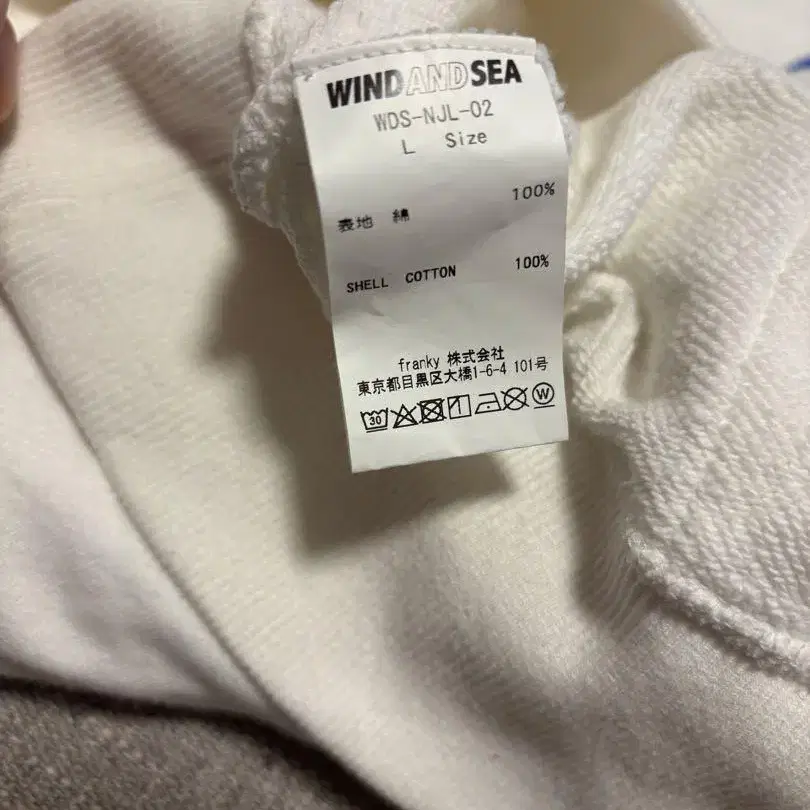 WINDANDSEA
WDS-NJL-02
L Size
表地 綿 100%
SHELL COTTON 100%
franky 株式会社
東京都目黒区大橋1-6-4 101号
30 W